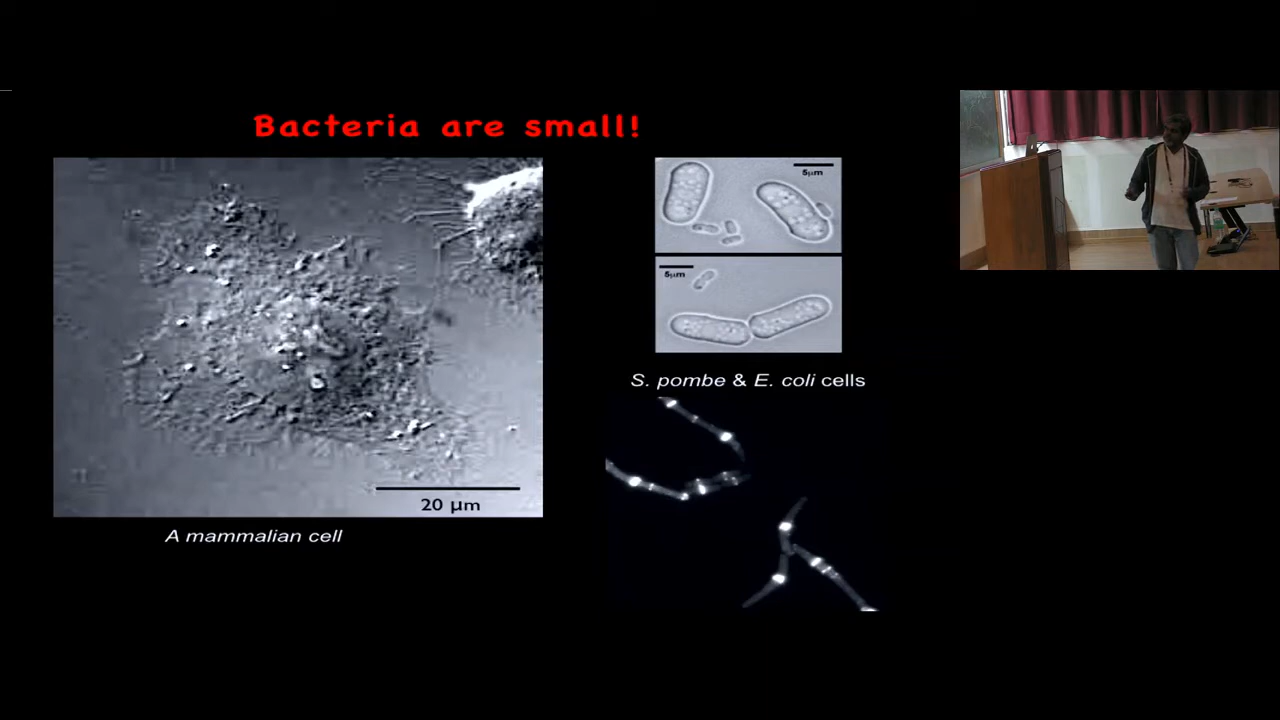 Bacteria are small!
5µm
5µm
S. pombe & E. coli cells
20 µm
A mammalian cell